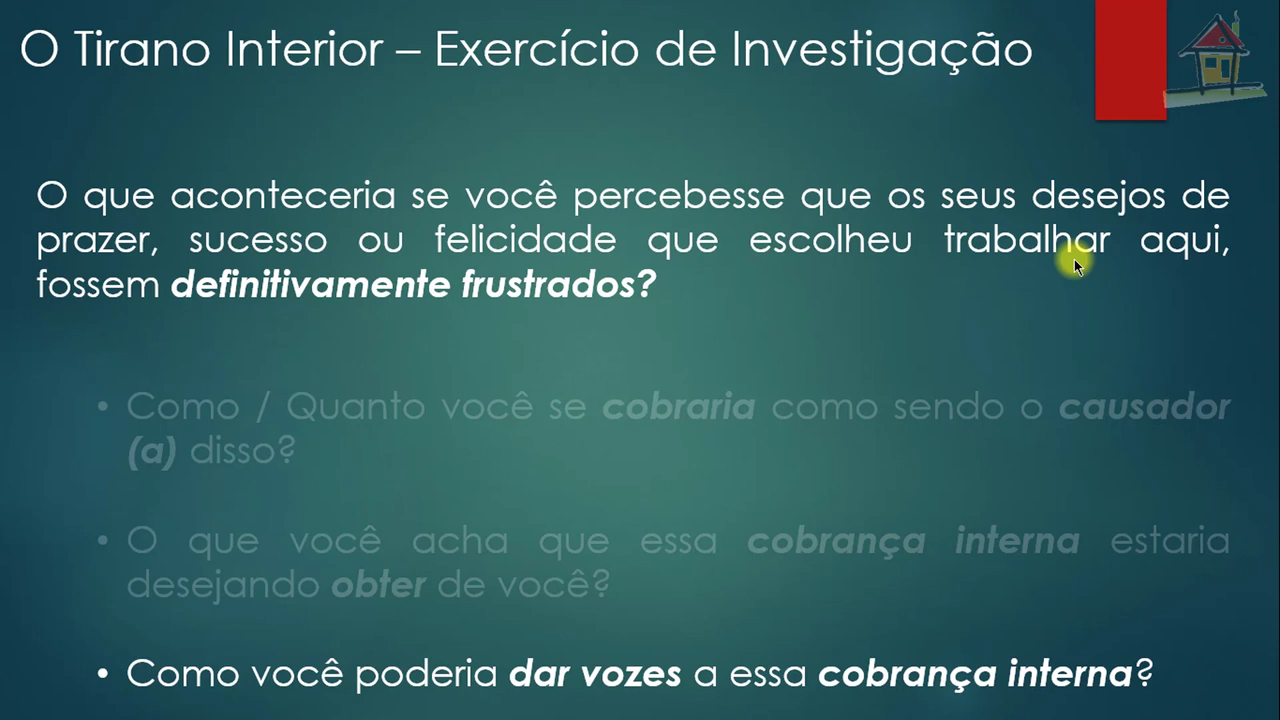 O Tirano Interior – Exercício de Investigação
O que aconteceria se você percebesse que os seus desejos de
prazer, sucesso ou felicidade que escolheu trabalhar aqui,
fossem definitivamente frustrados?
• Como / Quanto você se cobraria como sendo o causador
(a) disso?
• O que você acha que essa cobrança interna estaria
desejando obter de você?
• Como você poderia dar vozes a essa cobrança interna?